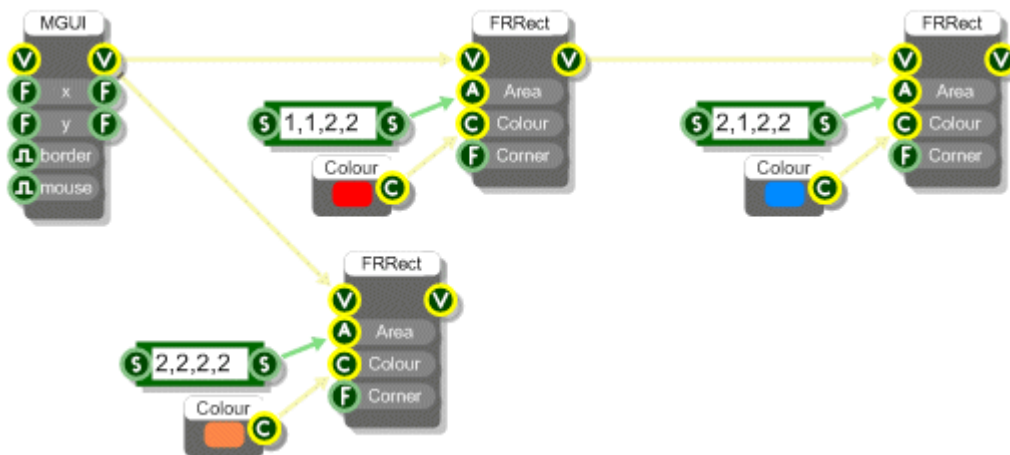 MGUI
V V
F x F
F y F
border
mouse
FRRect
V V
A Area
C Colour
F Corner
S 1,1,2,2 S
Colour
C
FRRect
V V
A Area
C Colour
F Corner
S 2,1,2,2 S
Colour
C
FRRect
V V
A Area
C Colour
F Corner
S 2,2,2,2 S
Colour
C